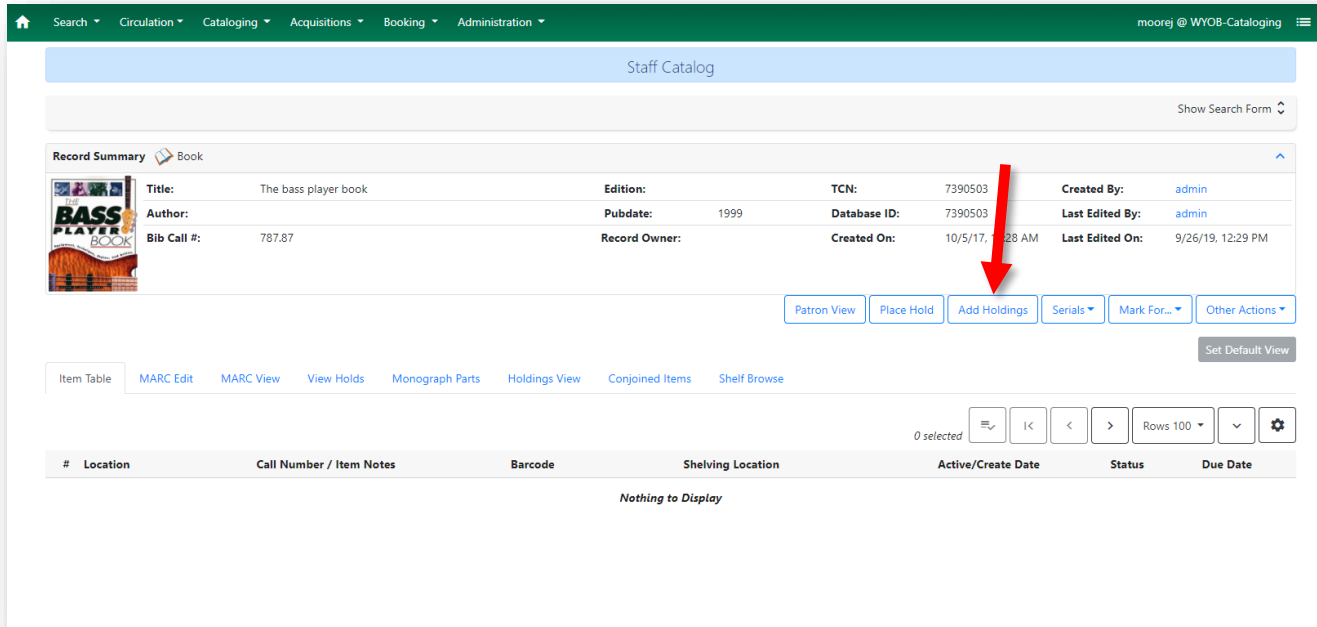 Search Circulation Cataloging Acquisitions Booking Administration moorej @ WYOB-Cataloging
Staff Catalog
Show Search Form
Record Summary Book
THE
BASS
PLAYER
BOOK
Title: The bass player book Edition: TCN: 7390503 Created By: admin
Author: Pubdate: 1999 Database ID: 7390503 Last Edited By: admin
Bib Call #: 787.87 Record Owner: Created On: 10/5/17, :28 AM Last Edited On: 9/26/19, 12:29 PM
Patron View Place Hold Add Holdings Serials Mark For... Other Actions
Set Default View
Item Table MARC Edit MARC View View Holds Monograph Parts Holdings View Conjoined Items Shelf Browse
0 selected Rows 100
# Location Call Number / Item Notes Barcode Shelving Location Active/Create Date Status Due Date
Nothing to Display